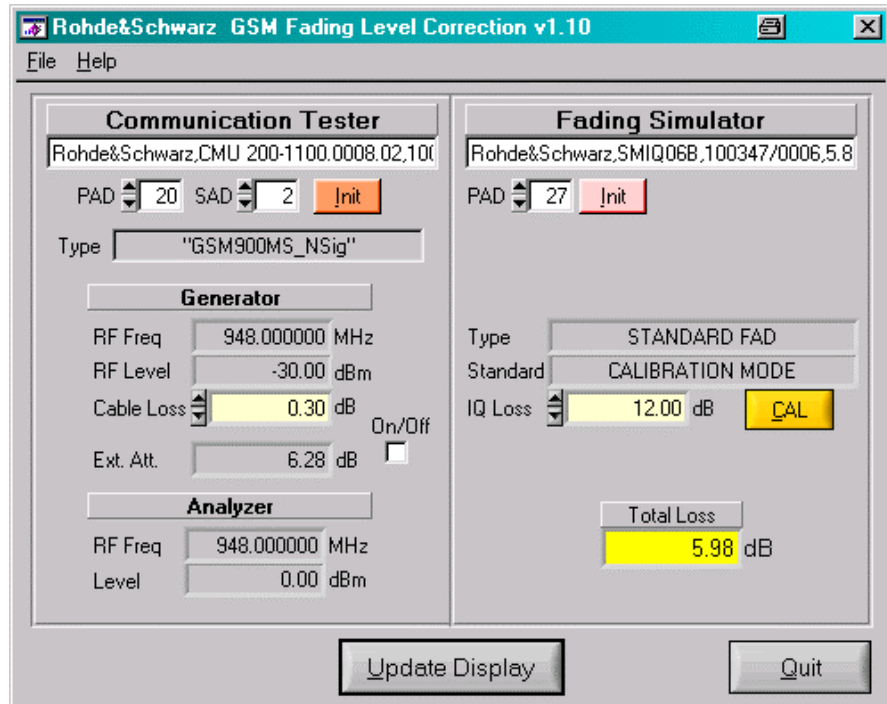 Rohde&Schwarz GSM Fading Level Correction v1.10
File Help
Communication Tester
Rohde&Schwarz,CMU 200-1100.0008.02,10(
PAD 20 SAD 2 Init
Type "GSM900MS_NSig"
Generator
RF Freq 948.000000 MHz
RF Level -30.00 dBm
Cable Loss 0.30 dB
On/Off
Ext. Att. 6.28 dB
Analyzer
RF Freq 948.000000 MHz
Level 0.00 dBm
Fading Simulator
Rohde&Schwarz,SMIQ06B,100347/0006,5.8
PAD 27 Init
Type STANDARD FAD
Standard CALIBRATION MODE
IQ Loss 12.00 dB CAL
Total Loss
5.98 dB
Update Display
Quit